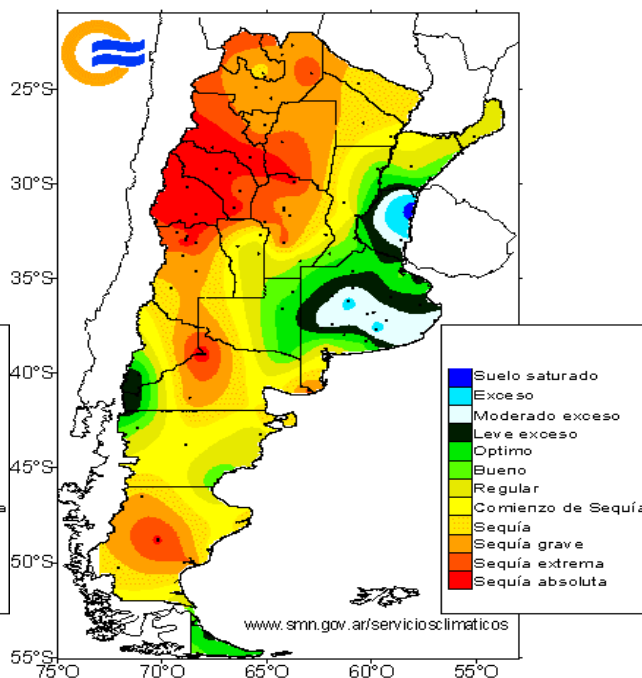 25°S
30°S
35°S
40°S
45°S
50°S
55°S
75°O
70°O
65°O
60°O
55°O
Suelo saturado
Exceso
Moderado exceso
Leve exceso
Optimo
Bueno
Regular
Comienzo de Sequía
Sequía
Sequía grave
Sequía extrema
Sequía absoluta
a
www.smn.gov.ar/serviciosclimaticos